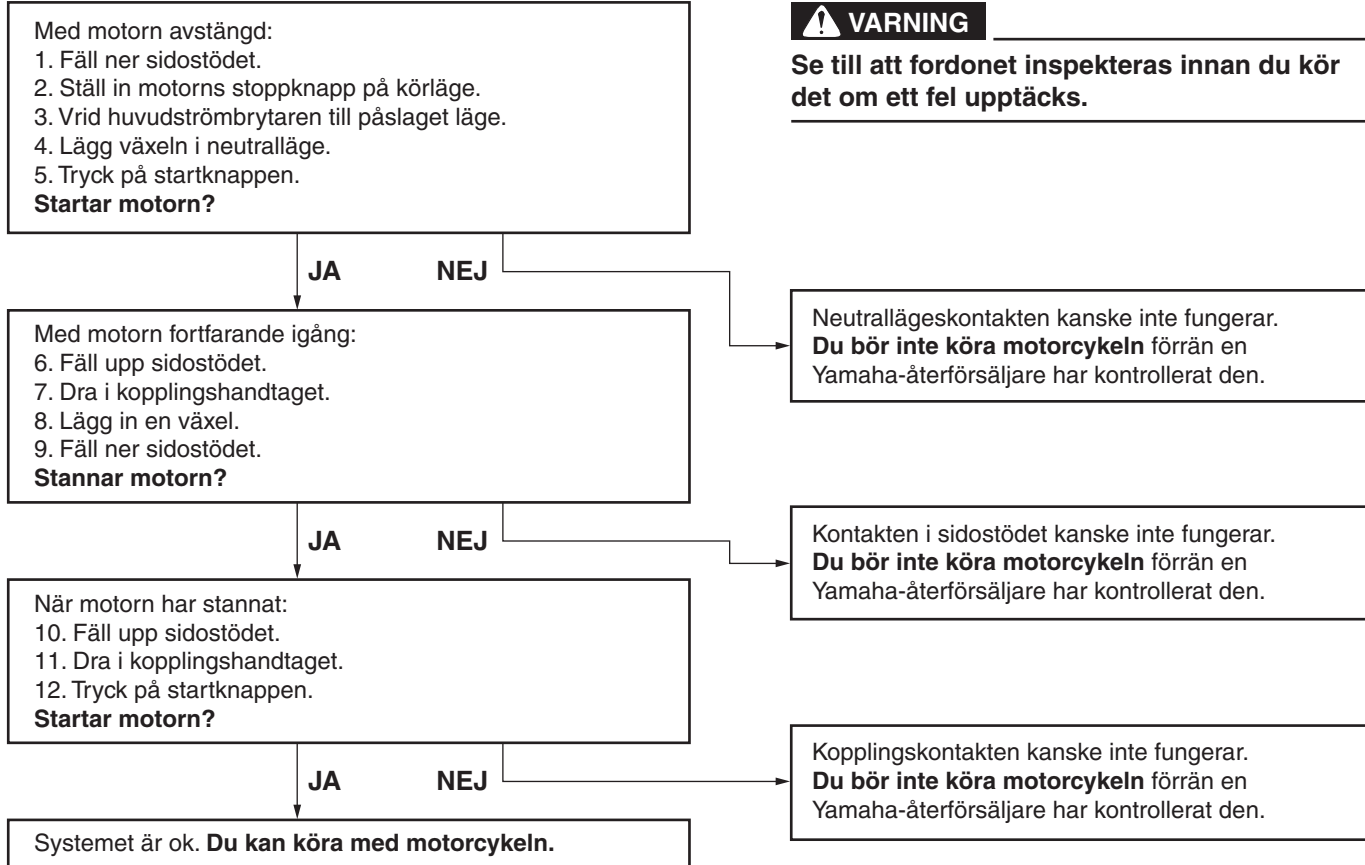 Med motorn avstängd:
1. Fäll ner sidostödet.
2. Ställ in motorns stoppknapp på körläge.
3. Vrid huvudströmbrytaren till påslaget läge.
4. Lägg växeln i neutralläge.
5. Tryck på startknappen.
Startar motorn?
VARNING
Se till att fordonet inspekteras innan du kör
det om ett fel upptäcks.
JA NEJ
Neutrallägeskontakten kanske inte fungerar.
Du bör inte köra motorcykeln förrän en
Yamaha-återförsäljare har kontrollerat den.
Med motorn fortfarande igång:
6. Fäll upp sidostödet.
7. Dra i kopplingshandtaget.
8. Lägg in en växel.
9. Fäll ner sidostödet.
Stannar motorn?
JA NEJ
Kontakten i sidostödet kanske inte fungerar.
Du bör inte köra motorcykeln förrän en
Yamaha-återförsäljare har kontrollerat den.
När motorn har stannat:
10. Fäll upp sidostödet.
11. Dra i kopplingshandtaget.
12. Tryck på startknappen.
Startar motorn?
JA NEJ
Kopplingskontakten kanske inte fungerar.
Du bör inte köra motorcykeln förrän en
Yamaha-återförsäljare har kontrollerat den.
Systemet är ok. Du kan köra med motorcykeln.